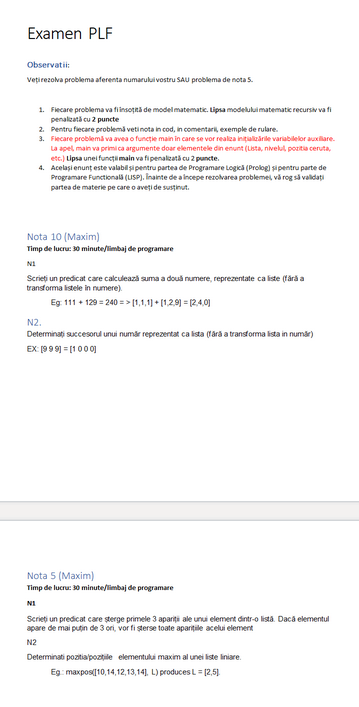 Examen PLF
Observatii:
Veți rezolva problema aferenta numarului vostru SAU problema de nota 5.
1. Fiecare problema va fi însoțită de model matematic. Lipsa modelului matematic recursiv va fi
penalizată cu 2 puncte
2. Pentru fiecare problemă veti nota in cod, in comentarii, exemple de rulare.
3. Fiecare problemă va avea o funcție main în care se vor realiza inițializările variabilelor auxiliare.
La apel, main va primi ca argumente doar elementele din enunt (Lista, nivelul, pozitia ceruta,
etc.) Lipsa unei funcții main va fi penalizată cu 2 puncte.
4. Același enunț este valabil și pentru partea de Programare Logică (Prolog) și pentru parte de
Programare Functională (LISP). Înainte de a începe rezolvarea problemei, vă rog să validați
partea de materie pe care o aveți de susținut.
Nota 10 (Maxim)
Timp de lucru: 30 minute/limbaj de programare
N1
Scrieți un predicat care calculează suma a două numere, reprezentate ca liste (fără a
transforma listele în numere).
Eg: 111 + 129 = 240 = > [1,1,1] + [1,2,9] = [2,4,0]
N2.
Determinați succesorul unui număr reprezentat ca lista (fără a transforma lista in număr)
EX: [9 9 9] = [1 0 0 0]
Nota 5 (Maxim)
Timp de lucru: 30 minute/limbaj de programare
N1
Scrieți un predicat care șterge primele 3 apariții ale unui element dintr-o listă. Dacă elementul
apare de mai puțin de 3 ori, vor fi șterse toate aparițiile acelui element
N2
Determinati pozitia/pozițiile elementului maxim al unei liste liniare.
Eg.: maxpos([10,14,12,13,14], L) produces L = [2,5].